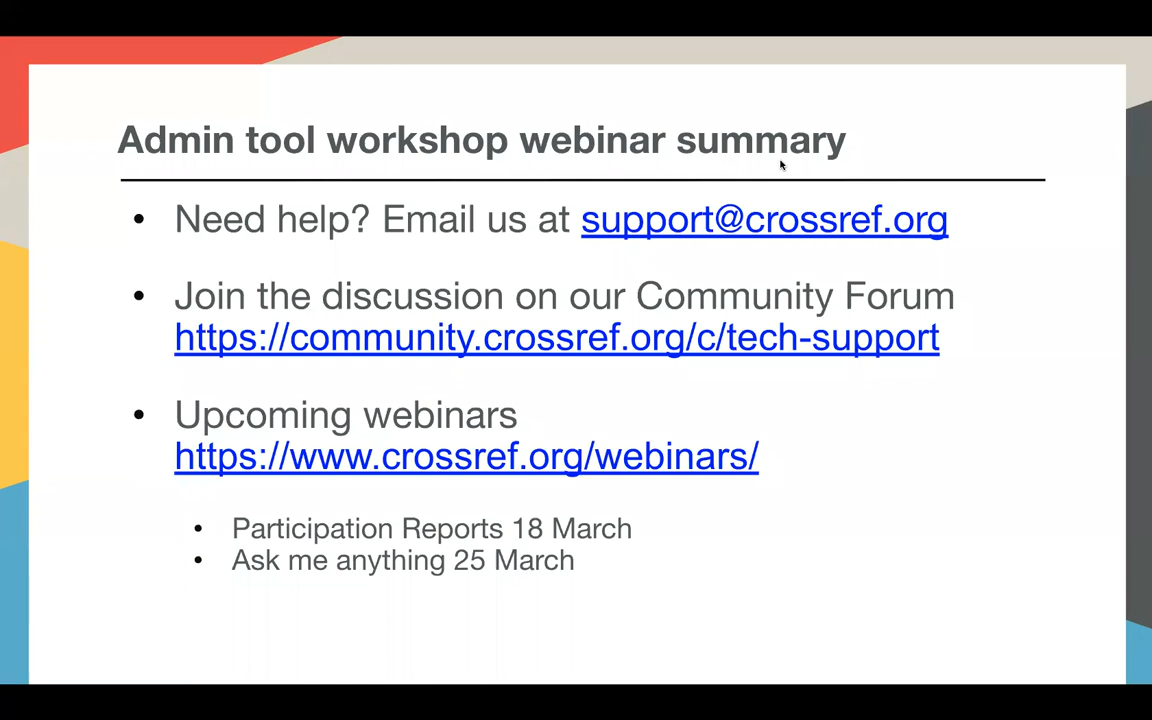 Admin tool workshop webinar summary
• Need help? Email us at support@crossref.org
• Join the discussion on our Community Forum
https://community.crossref.org/c/tech-support
• Upcoming webinars
https://www.crossref.org/webinars/
• Participation Reports 18 March
• Ask me anything 25 March